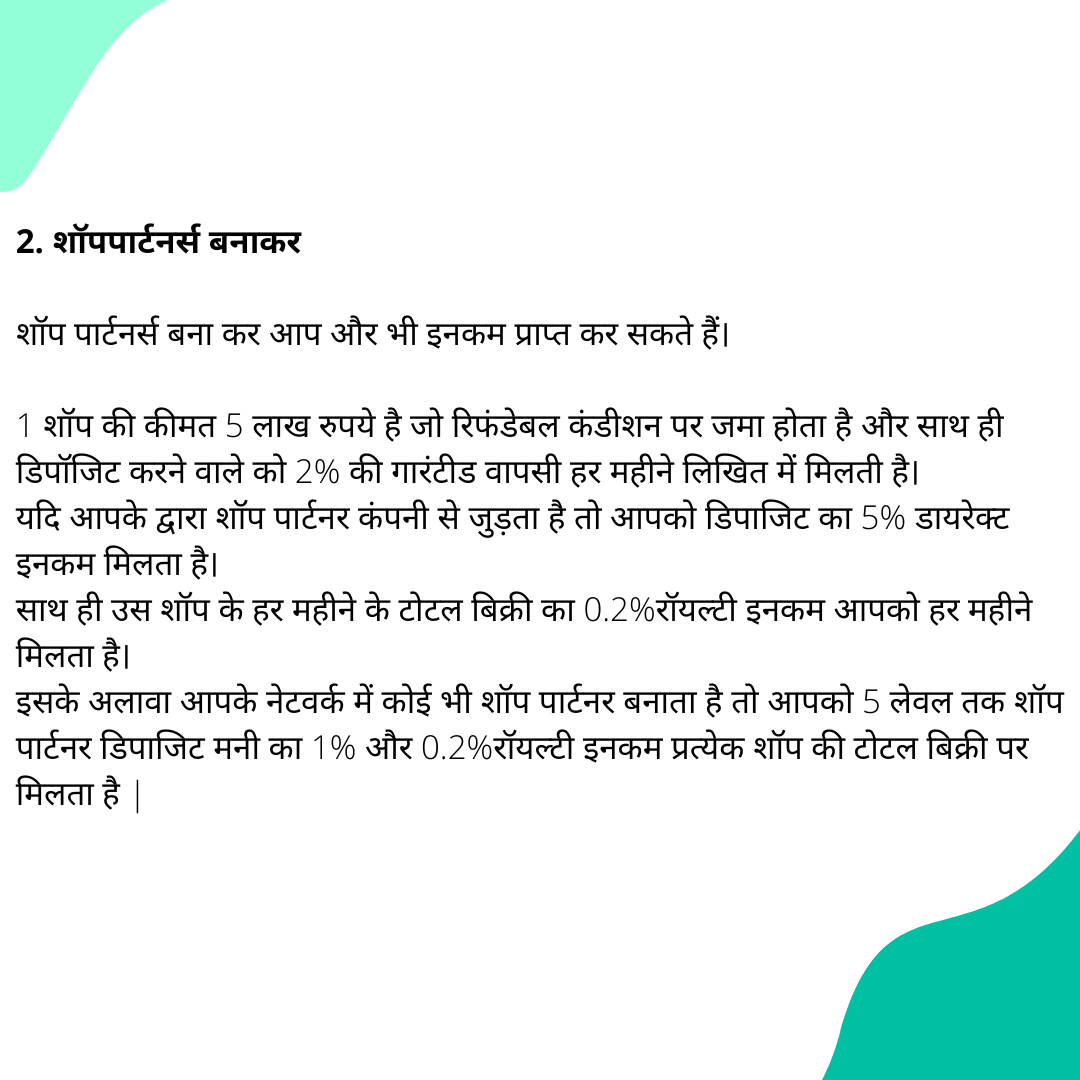 2. शॉपपार्टनर्स बनाकर
शॉप पार्टनर्स बना कर आप और भी इनकम प्राप्त कर सकते हैं।
1 शॉप की कीमत 5 लाख रुपये है जो रिफंडेबल कंडीशन पर जमा होता है और साथ ही
डिपॉजिट करने वाले को 2% की गारंटीड वापसी हर महीने लिखित में मिलती है।
यदि आपके द्वारा शॉप पार्टनर कंपनी से जुड़ता है तो आपको डिपाजिट का 5% डायरेक्ट
इनकम मिलता है।
साथ ही उस शॉप के हर महीने के टोटल बिक्री का 0.2%रॉयल्टी इनकम आपको हर महीने
मिलता है।
इसके अलावा आपके नेटवर्क में कोई भी शॉप पार्टनर बनाता है तो आपको 5 लेवल तक शॉप
पार्टनर डिपाजिट मनी का 1% और 0.2%रॉयल्टी इनकम प्रत्येक शॉप की टोटल बिक्री पर
मिलता है |